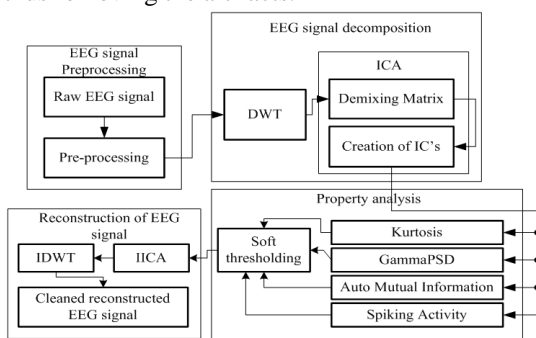 EEG signal decomposition
EEG signal
Preprocessing
Raw EEG signal
Pre-processing
DWT
ICA
Demixing Matrix
Creation of IC's
Property analysis
Soft
thresholding
Kurtosis
GammaPSD
Auto Mutual Information
Spiking Activity
Reconstruction of EEG
signal
IDWT
IICA
Cleaned reconstructed
EEG signal